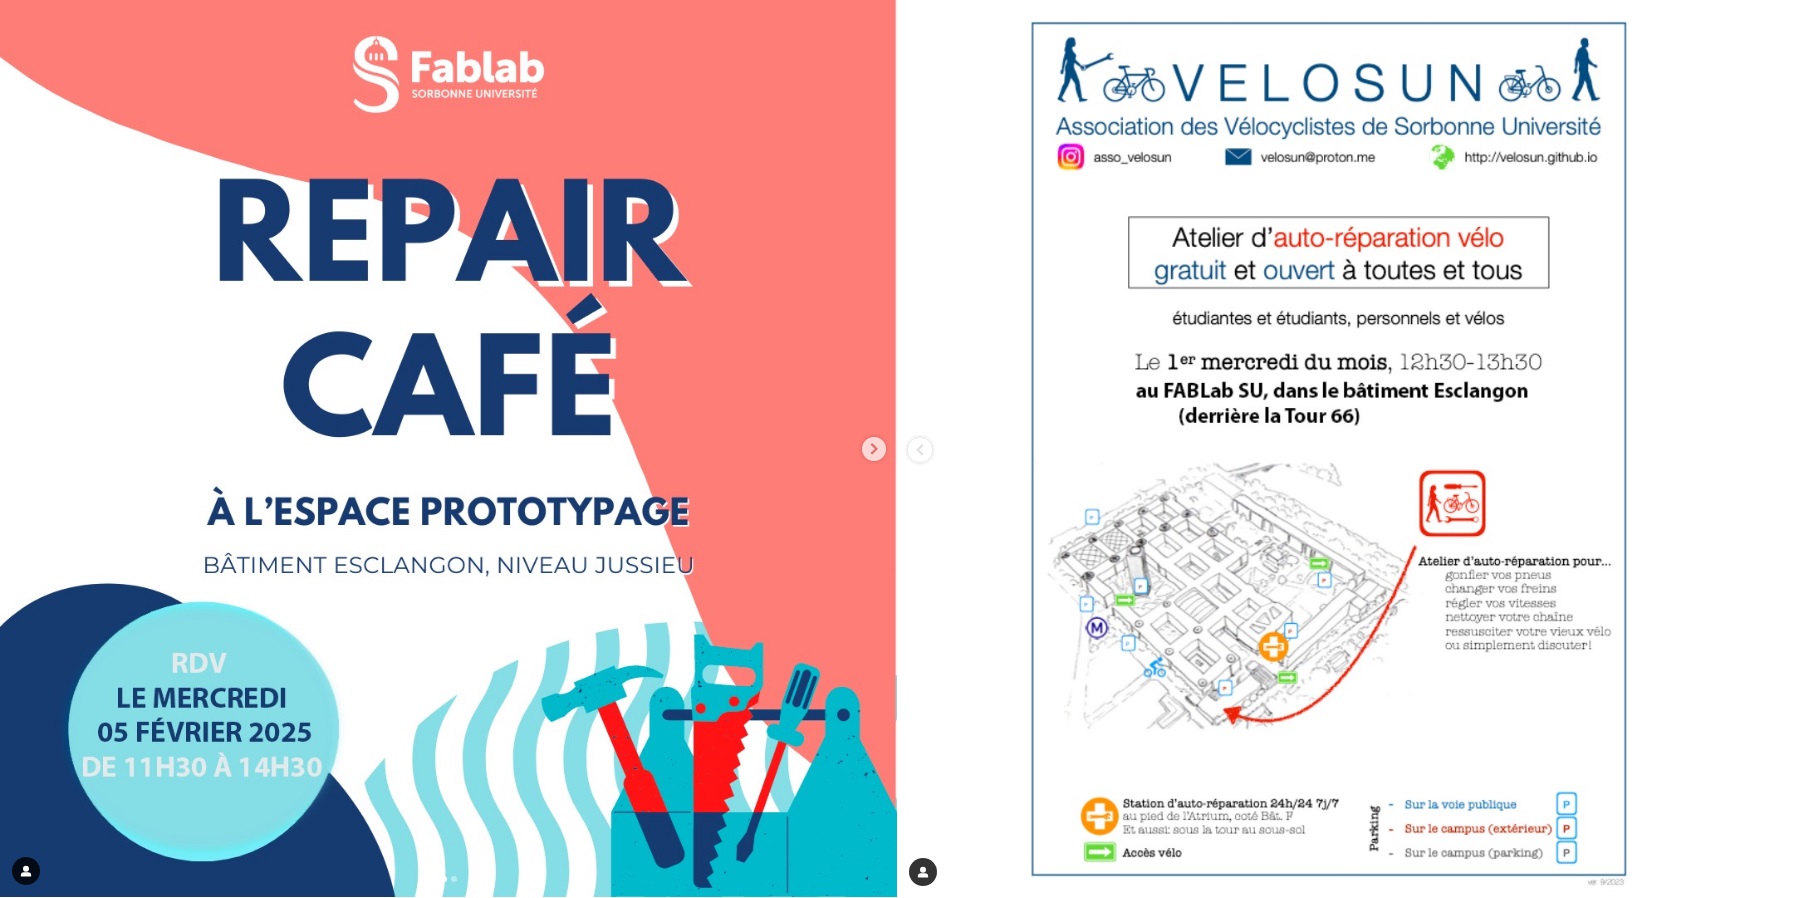 Fablab
SORBONNE UNIVERSITÉ
REPAIR
CAFÉ
À L'ESPACE PROTOTYPAGE
BÂTIMENT ESCLANGON, NIVEAU JUSSIEU
RDV
LE MERCREDI
05 FÉVRIER 2025
DE 11H30 À 14H30
VELOSUN
Association des Vélocyclistes de Sorbonne Université
asso_velosun
velosun@proton.me
http://velosun.github.io
Atelier d'auto-réparation vélo
gratuit et ouvert à toutes et tous
étudiantes et étudiants, personnels et vélos
Le 1er mercredi du mois, 12h30-13h30
au FABLab SU, dans le bâtiment Esclangon
(derrière la Tour 66)
P
P
P
P
P
P
P
M
Atelier d'auto-réparation pour...
gonfler vos pneus
changer vos freins
régler vos vitesses
nettoyer votre chaîne
ressusciter votre vieux vélo
ou simplement discuter!
Station d'auto-réparation 24h/24 7j/7
au pied de l'Atrium, coté Bât. F
Et aussi: sous la tour au sous-sol
Accès vélo
Parking
- Sur la voie publique P
- Sur le campus (extérieur) P
- Sur le campus (parking) P
ver. 9/2023